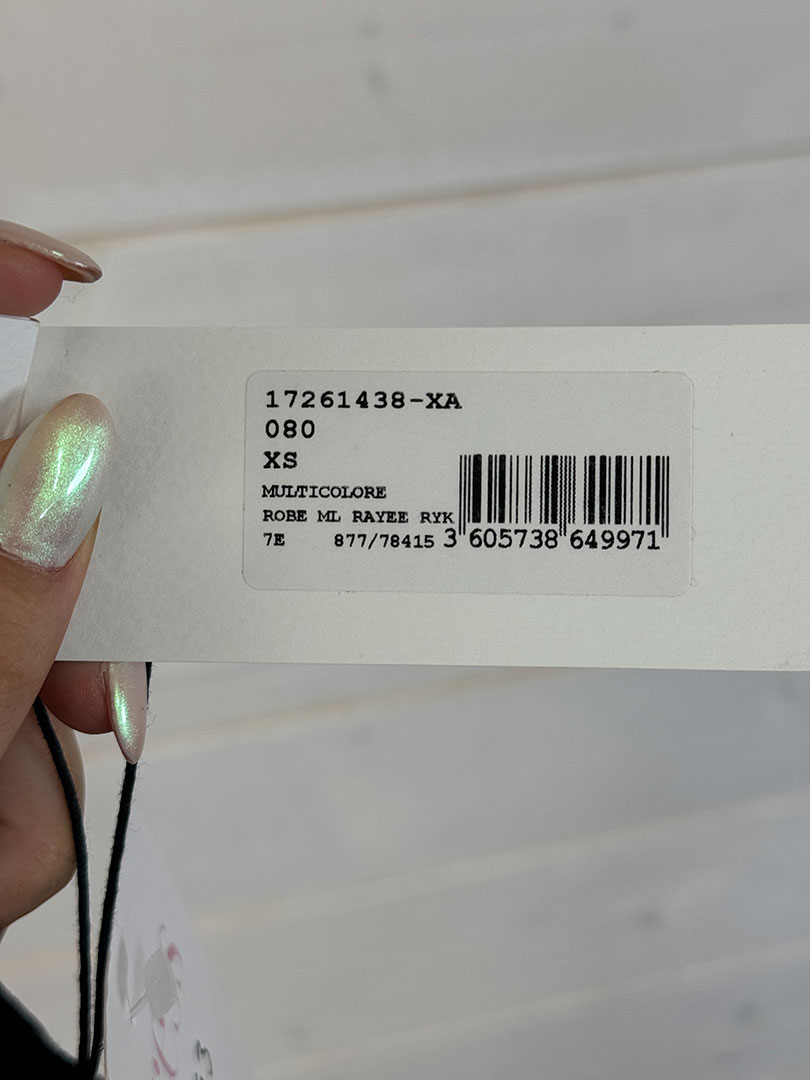 17261438-XA
080
XS
MULTICOLORE
ROBE ML RAYEE RYK
7E 877/78415 3 605738 649971